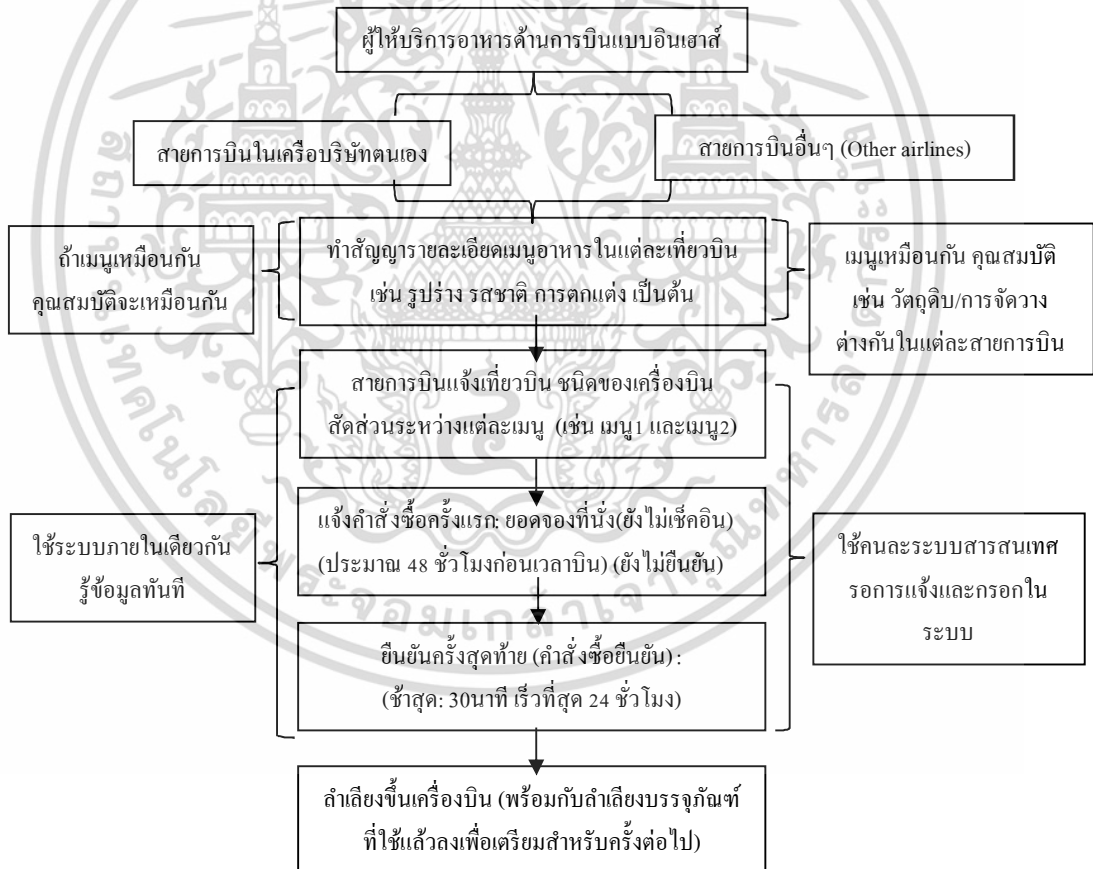 ผู้ให้บริการอาหารด้านการบินแบบอินเฮาส์
สายการบินในเครือบริษัทตนเอง
สายการบินอื่นๆ (Other airlines)
ถ้าเมนูเหมือนกัน
คุณสมบัติจะเหมือนกัน
ทำสัญญารายละเอียดเมนูอาหารในแต่ละเที่ยวบิน
เช่น รูปร่าง รสชาติ การตกแต่ง เป็นต้น
เมนูเหมือนกัน คุณสมบัติ
เช่น วัตถุดิบ/การจัดวาง
ต่างกันในแต่ละสายการบิน
สายการบินแจ้งเที่ยวบิน ชนิดของเครื่องบิน
สัดส่วนระหว่างแต่ละเมนู (เช่น เมนู1 และเมนู2)
ใช้ระบบภายในเดียวกัน
รู้ข้อมูลทันที
แจ้งคำสั่งซื้อครั้งแรก: ยอดจองที่นั่ง(ยังไม่เช็คอิน)
(ประมาณ 48 ชั่วโมงก่อนเวลาบิน) (ยังไม่ยืนยัน)
ใช้คนละระบบสารสนเทศ
รอการแจ้งและกรอกใน
ระบบ
ยืนยันครั้งสุดท้าย (คำสั่งซื้อยืนยัน) :
(ช้าสุด: 30นาที เร็วที่สุด 24 ชั่วโมง)
ลำเลียงขึ้นเครื่องบิน (พร้อมกับลำเลียงบรรจุภัณฑ์
ที่ใช้แล้วลงเพื่อเตรียมสำหรับครั้งต่อไป)